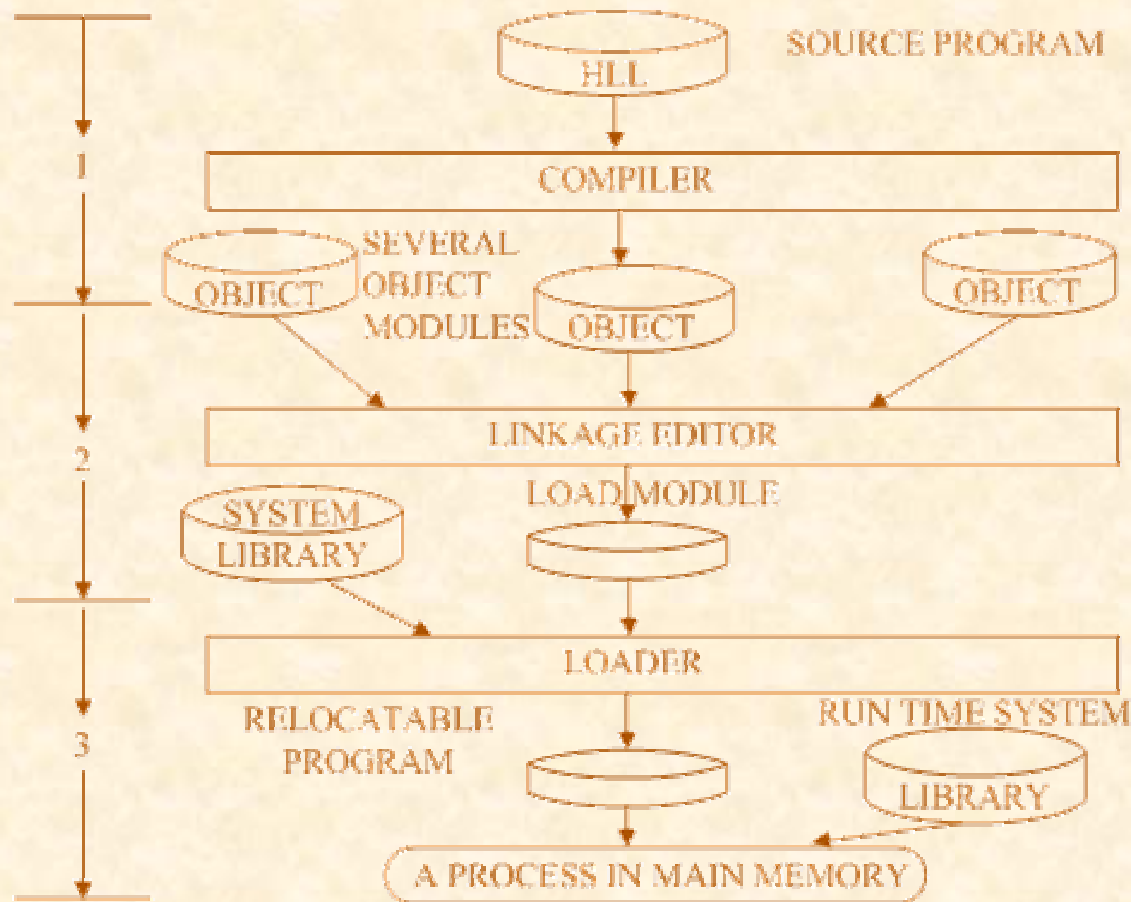 SOURCE PROGRAM
HLL
1
COMPILER
SEVERAL
OBJECT
MODULES
OBJECT
OBJECT
OBJECT
2
LINKAGE EDITOR
LOAD MODULE
SYSTEM
LIBRARY
LOADER
3
RELOCATABLE
PROGRAM
RUN TIME SYSTEM
LIBRARY
A PROCESS IN MAIN MEMORY